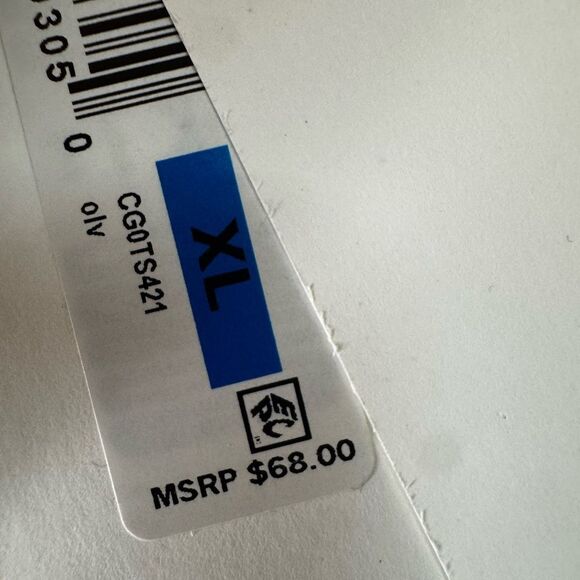 305 0
CG0TS421
olv
XL
MSRP $68.00